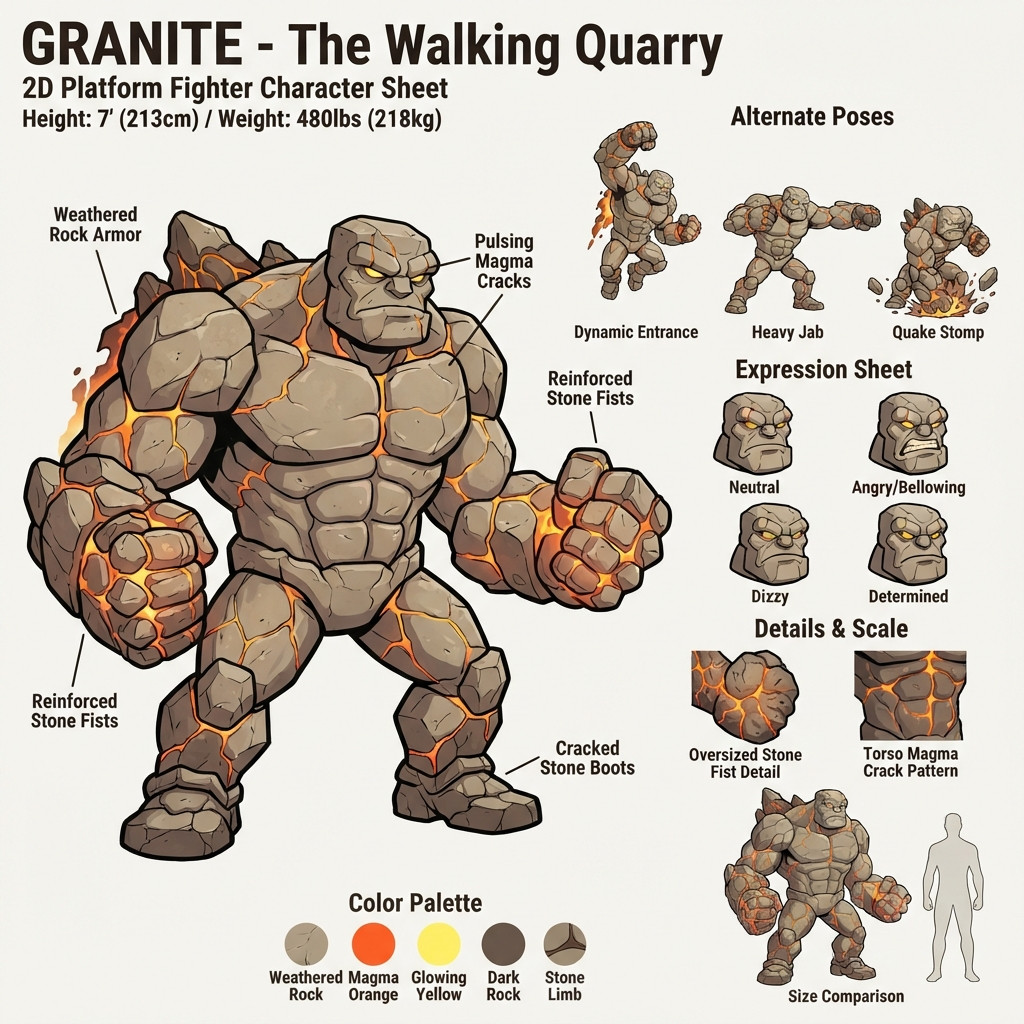 GRANITE - The Walking Quarry
2D Platform Fighter Character Sheet
Height: 7' (213cm) / Weight: 480lbs (218kg)
Weathered
Rock Armor
Pulsing
Magma
Cracks
Reinforced
Stone Fists
Reinforced
Stone Fists
Cracked
Stone Boots
Alternate Poses
Dynamic Entrance
Heavy Jab
Quake Stomp
Expression Sheet
Neutral
Angry/Bellowing
Dizzy
Determined
Details & Scale
Oversized Stone
Fist Detail
Torso Magma
Crack Pattern
Size Comparison
Color Palette
Weathered
Rock
Magma
Orange
Glowing
Yellow
Dark
Rock
Stone
Limb